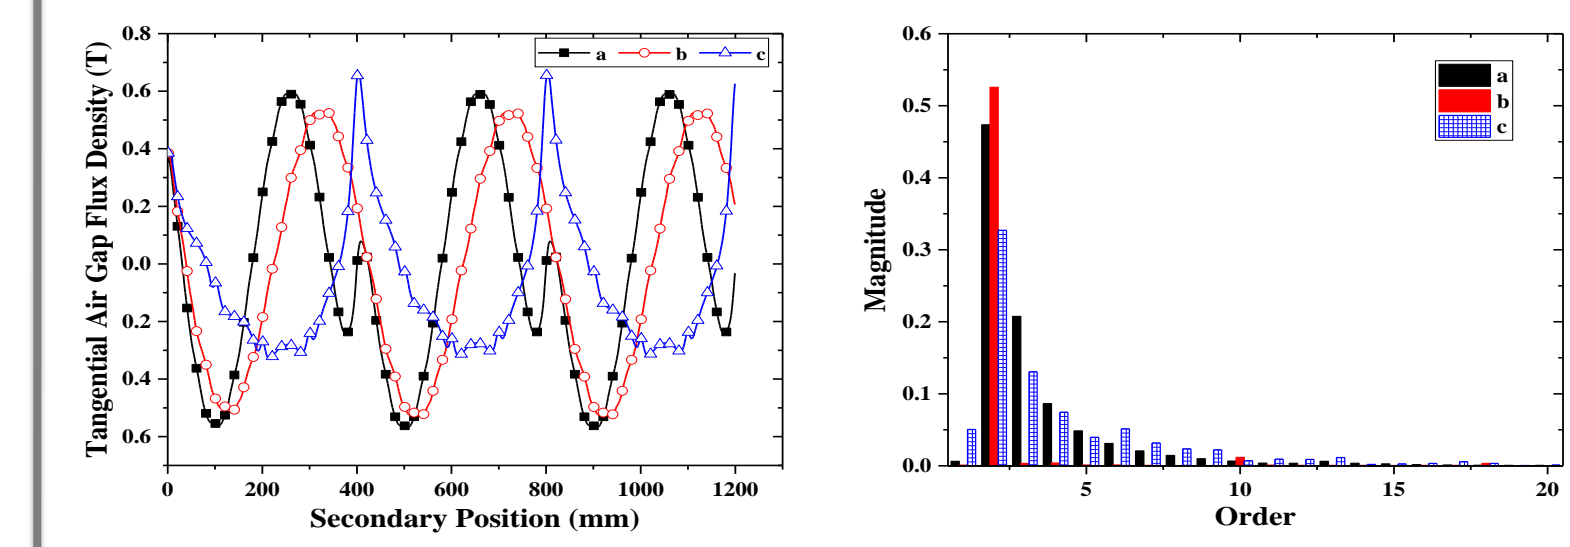 Tangential Air Gap Flux Density (T)
0.8
0.6
0.4
0.2
0.0
0.2
0.4
0.6
a b c
0 200 400 600 800 1000 1200
Secondary Position (mm)
Magnitude
0.6
0.5
0.4
0.3
0.2
0.1
0.0
a
b
c
5 10 15 20
Order